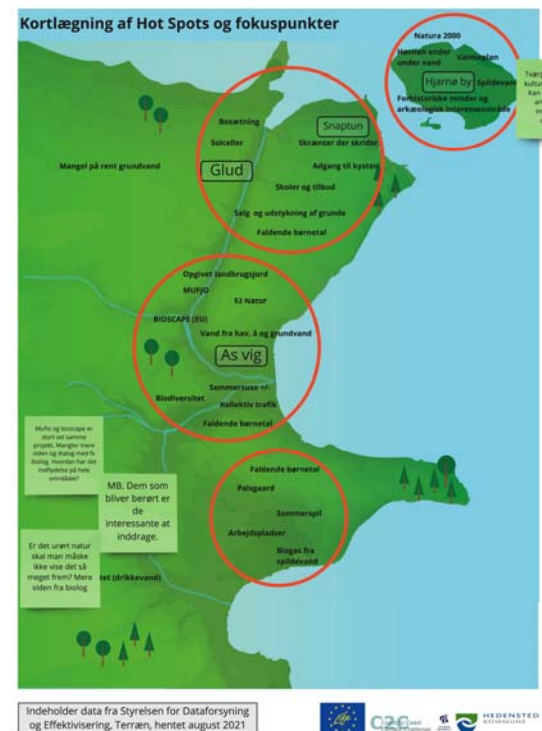 Kortlægning af Hot Spots og fokuspunkter
Natura 2000
Havnen ender
under vand
Varmeplan
Hjarnø by
Spildevand
Forhistoriske minder og
arkæologisk interesseområde
Bosætning
Snaptun
Solceller
Skrænter der skrider
Mangel på rent grundvand
Glud
Adgang til kysten
Skoler og tilbud
Salg og udstykning af grunde
Faldende børnetal
Opgivet landbrugsjord
MUFJO
§3 Natur
BIOSCAPE (EU)
Vand fra hav, å og grundvand
As vig
Sommersuse +/-
Biodiversitet
Kollektiv trafik
Faldende børnetal
Mufjo og bioscape er
stort set samme
projekt. Mangler mere
viden og dialog med fx
biolog. Hvordan har det
indflydelse på hele
området?
MB. Dem som
bliver berørt er
de
interessante at
inddrage.
Faldende børnetal
Palsgaard
Sommerspil
Arbejdspladser
Biogas fra
spildevand
Er det urørt natur
skal man måske
ikke vise det så
meget frem? Mere
viden fra biolog
tet (drikkevand)
Indeholder data fra Styrelsen for Dataforsyning
og Effektivisering, Terræn, hentet august 2021
Life
C2C
HEDENSTED
KOMMUNE